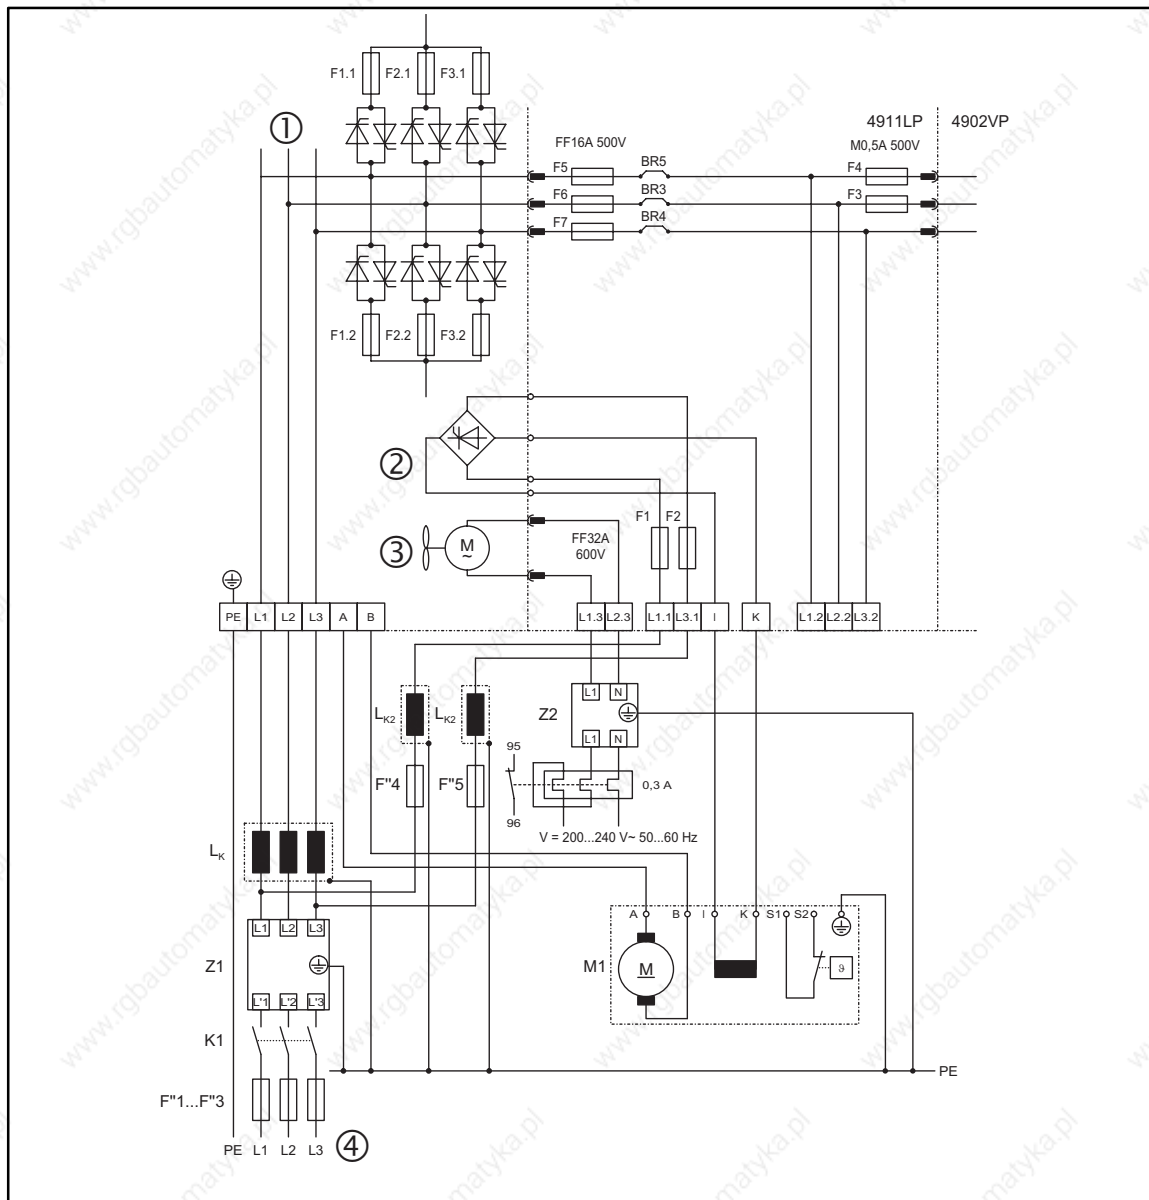 F1.1 F2.1 F3.1
①
4911LP 4902VP
FF16A 500V M0,5A 500V
F5 BR5 F4
F6 BR3 F3
F7 BR4
F1.2 F2.2 F3.2
②
F1 F2
③ M ~
FF32A
600V
PE L1 L2 L3 A B L1.3 L2.3 L1.1 L3.1 I K L1.2 L2.2 L3.2
L1 N
LK2 LK2 Z2
L1 N
95
F"4 F"5 0,3 A
96
V = 200...240 V~ 50...60 Hz
LK
A B I K S1 S2
L1 L2 L3
Z1 M1 M ϑ
L'1 L'2 L'3
K1
PE
F"1...F"3
PE L1 L2 L3 ④
www.rgbautomatyka.pl